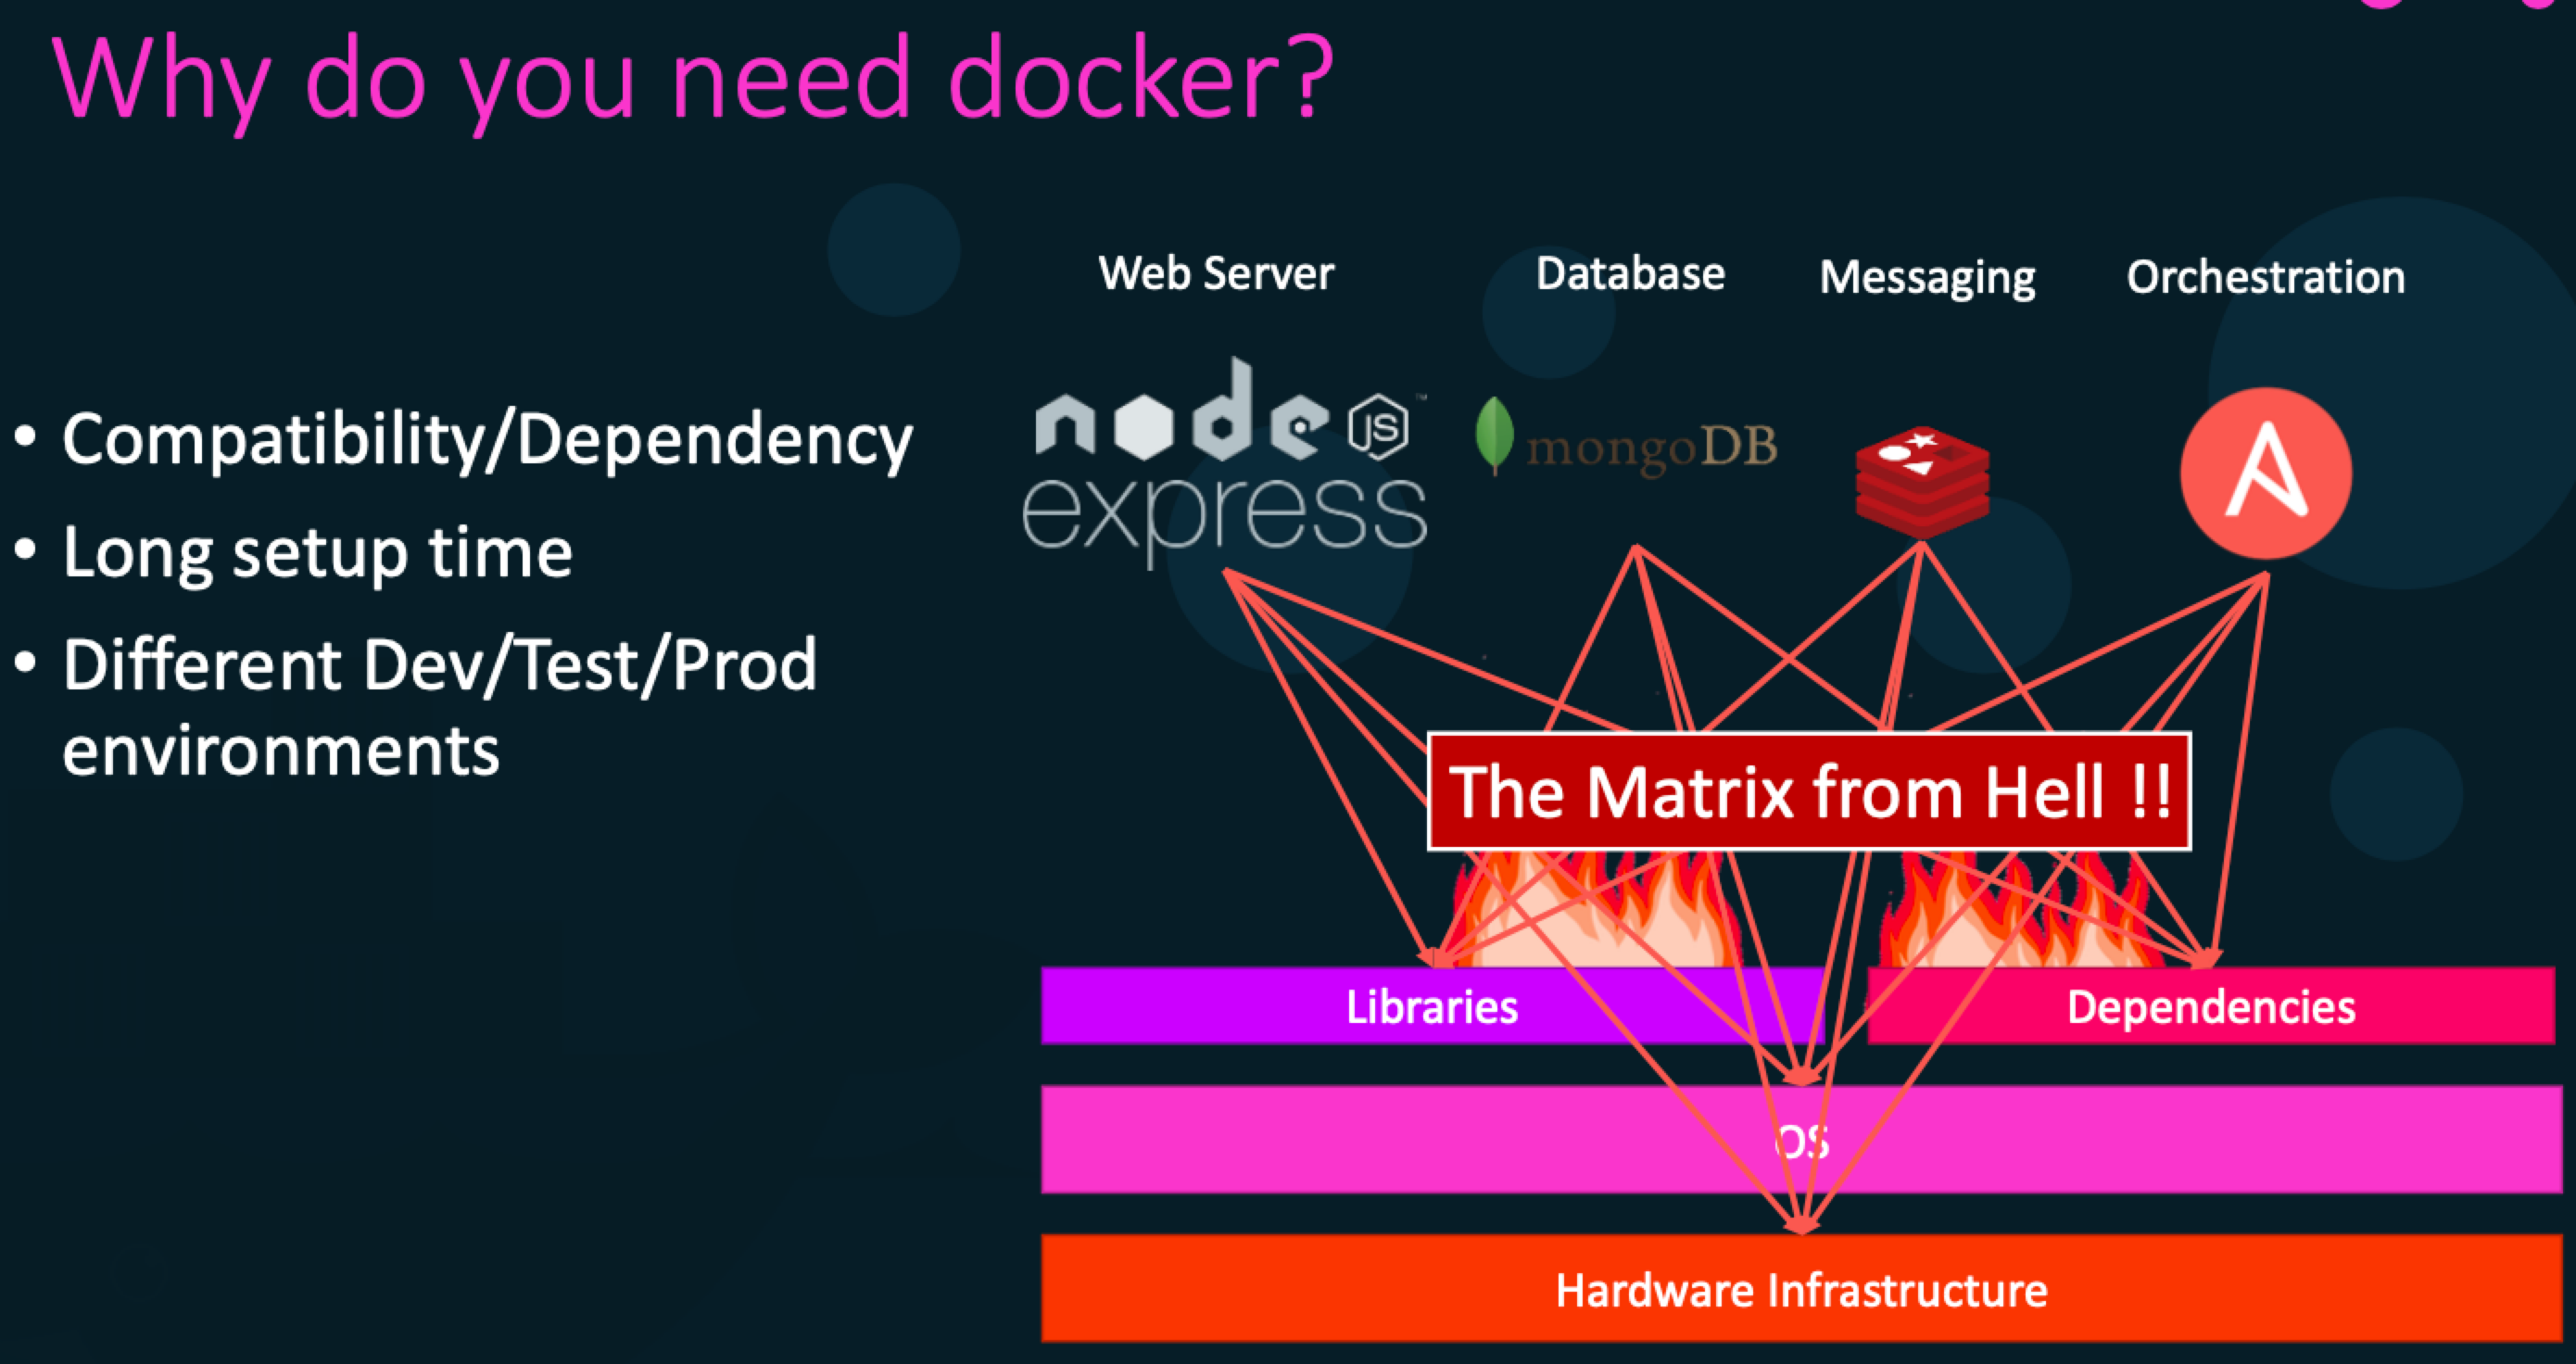 Why do you need docker?
Web Server
Database
Messaging
Orchestration
• Compatibility/Dependency
• Long setup time
• Different Dev/Test/Prod
environments
node JS ™
express
mongoDB
The Matrix from Hell !!
Libraries
Dependencies
OS
Hardware Infrastructure